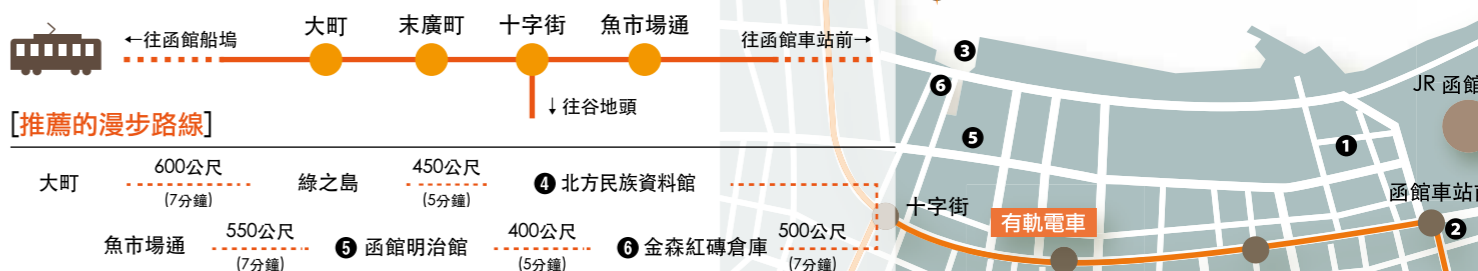 大町 末廣町 十字街 魚市場通
←往函館船塢 往函館車站前→
↓往谷地頭
[推薦的漫步路線]
大町 600公尺 (7分鐘) 綠之島 450公尺 (5分鐘) ❹ 北方民族資料館
魚市場通 550公尺 (7分鐘) ❺ 函館明治館 400公尺 (5分鐘) ❻ 金森紅磚倉庫 500公尺 (7分鐘)
❸
❻
❺
❶
JR 函館
函館車站前
❷
十字街
有軌電車